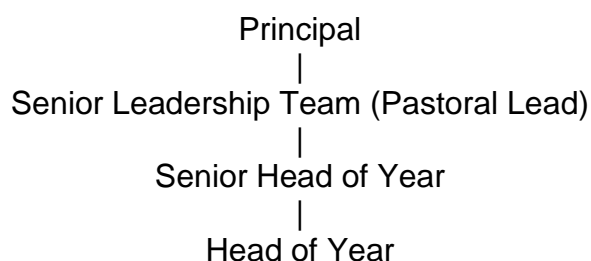 Principal
|
Senior Leadership Team (Pastoral Lead)
|
Senior Head of Year
|
Head of Year